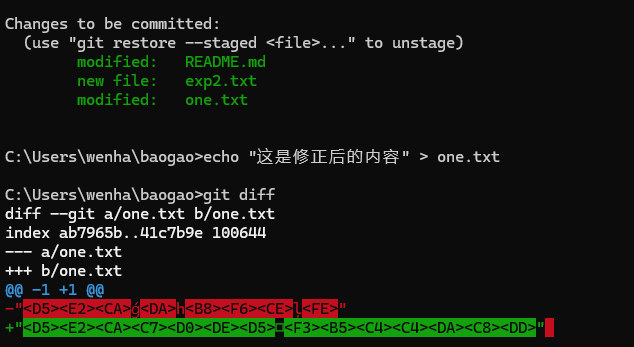 Changes to be committed:
(use "git restore --staged <file>..." to unstage)
modified: README.md
new file: exp2.txt
modified: one.txt
C:\Users\wenha\baogao>echo "这是修正后的内容" > one.txt
C:\Users\wenha\baogao>git diff
diff --git a/one.txt b/one.txt
index ab7965b..41c7b9e 100644
--- a/one.txt
+++ b/one.txt
@@ -1 +1 @@
-"<D5><E2><CA>ǵ<DA>һ<B8><F6><CE>ļ<FE>"
+"<D5><E2><CA><C7><D0><DE><D5><F3><B5><C4><C4><DA><C8><DD>"